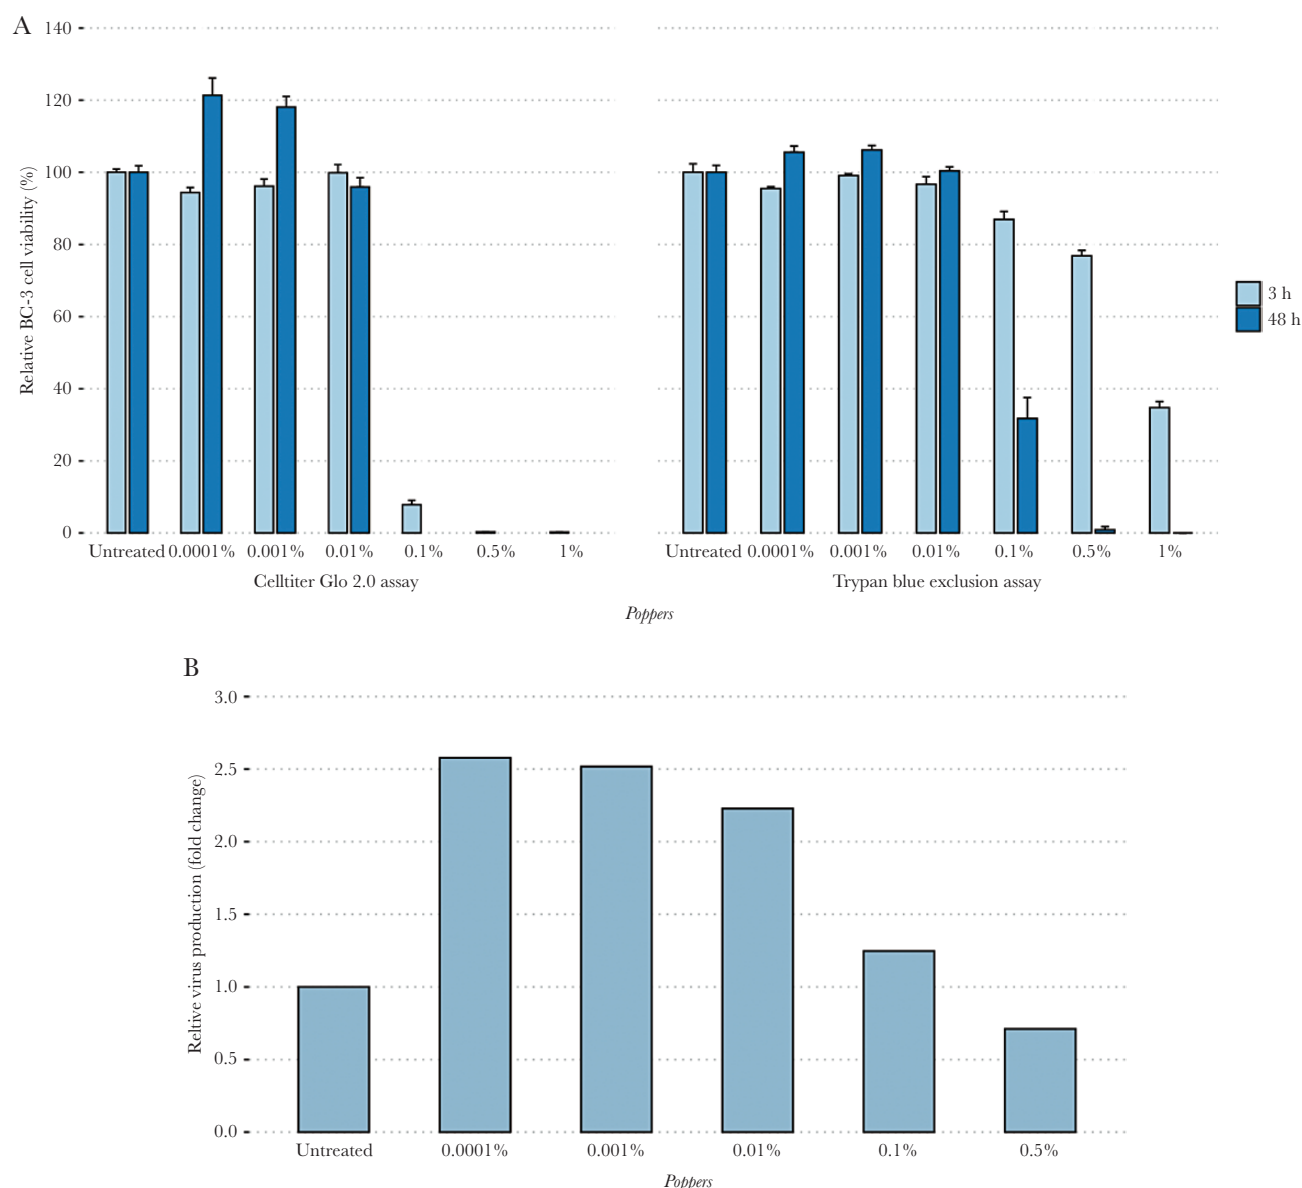 A
140
120
100
80
60
40
20
0
Relative BC-3 cell viability (%)
Untreated 0.0001% 0.001% 0.01% 0.1% 0.5% 1%
Celltiter Glo 2.0 assay
Untreated 0.0001% 0.001% 0.01% 0.1% 0.5% 1%
Trypan blue exclusion assay
Poppers
3 h
48 h
B
3.0
2.5
2.0
1.5
1.0
0.5
0.0
Reltive virus production (fold change)
Untreated 0.0001% 0.001% 0.01% 0.1% 0.5%
Poppers